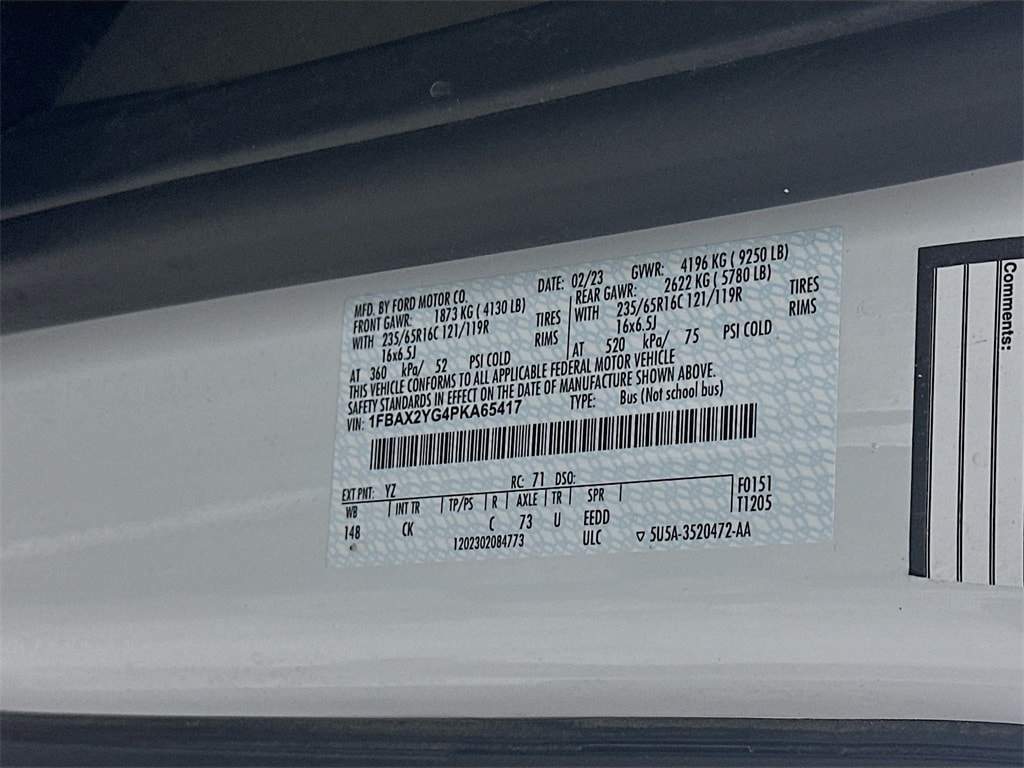 MFD. BY FORD MOTOR CO. DATE: 02/23 GVWR: 4196 KG ( 9250 LB)
FRONT GAWR: 1873 KG ( 4130 LB) REAR GAWR: 2622 KG ( 5780 LB)
WITH 235/65R16C 121/119R TIRES WITH 235/65R16C 121/119R TIRES
16x6.5J RIMS 16x6.5J RIMS
AT 360 kPa/ 52 PSI COLD AT 520 kPa/ 75 PSI COLD
THIS VEHICLE CONFORMS TO ALL APPLICABLE FEDERAL MOTOR VEHICLE
SAFETY STANDARDS IN EFFECT ON THE DATE OF MANUFACTURE SHOWN ABOVE.
VIN: 1FBAX2YG4PKA65417 TYPE: Bus (Not school bus)
EXT PNT: YZ RC: 71 DSO:
WB INT TR TP/PS R AXLE TR SPR F0151
148 CK C 73 U EEDD T1205
1202302084773 ULC ▽ 5U5A-3520472-AA
Comments: